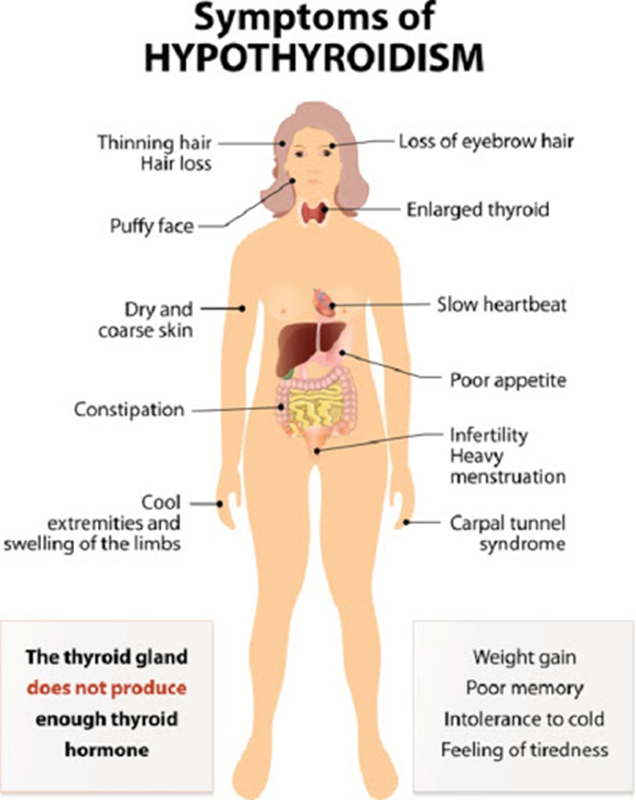 Symptoms of
HYPOTHYROIDISM
Thinning hair
Hair loss
Loss of eyebrow hair
Puffy face
Enlarged thyroid
Dry and
coarse skin
Slow heartbeat
Poor appetite
Constipation
Infertility
Heavy
menstruation
Cool
extremities and
swelling of the limbs
Carpal tunnel
syndrome
The thyroid gland
does not produce
enough thyroid
hormone
Weight gain
Poor memory
Intolerance to cold
Feeling of tiredness